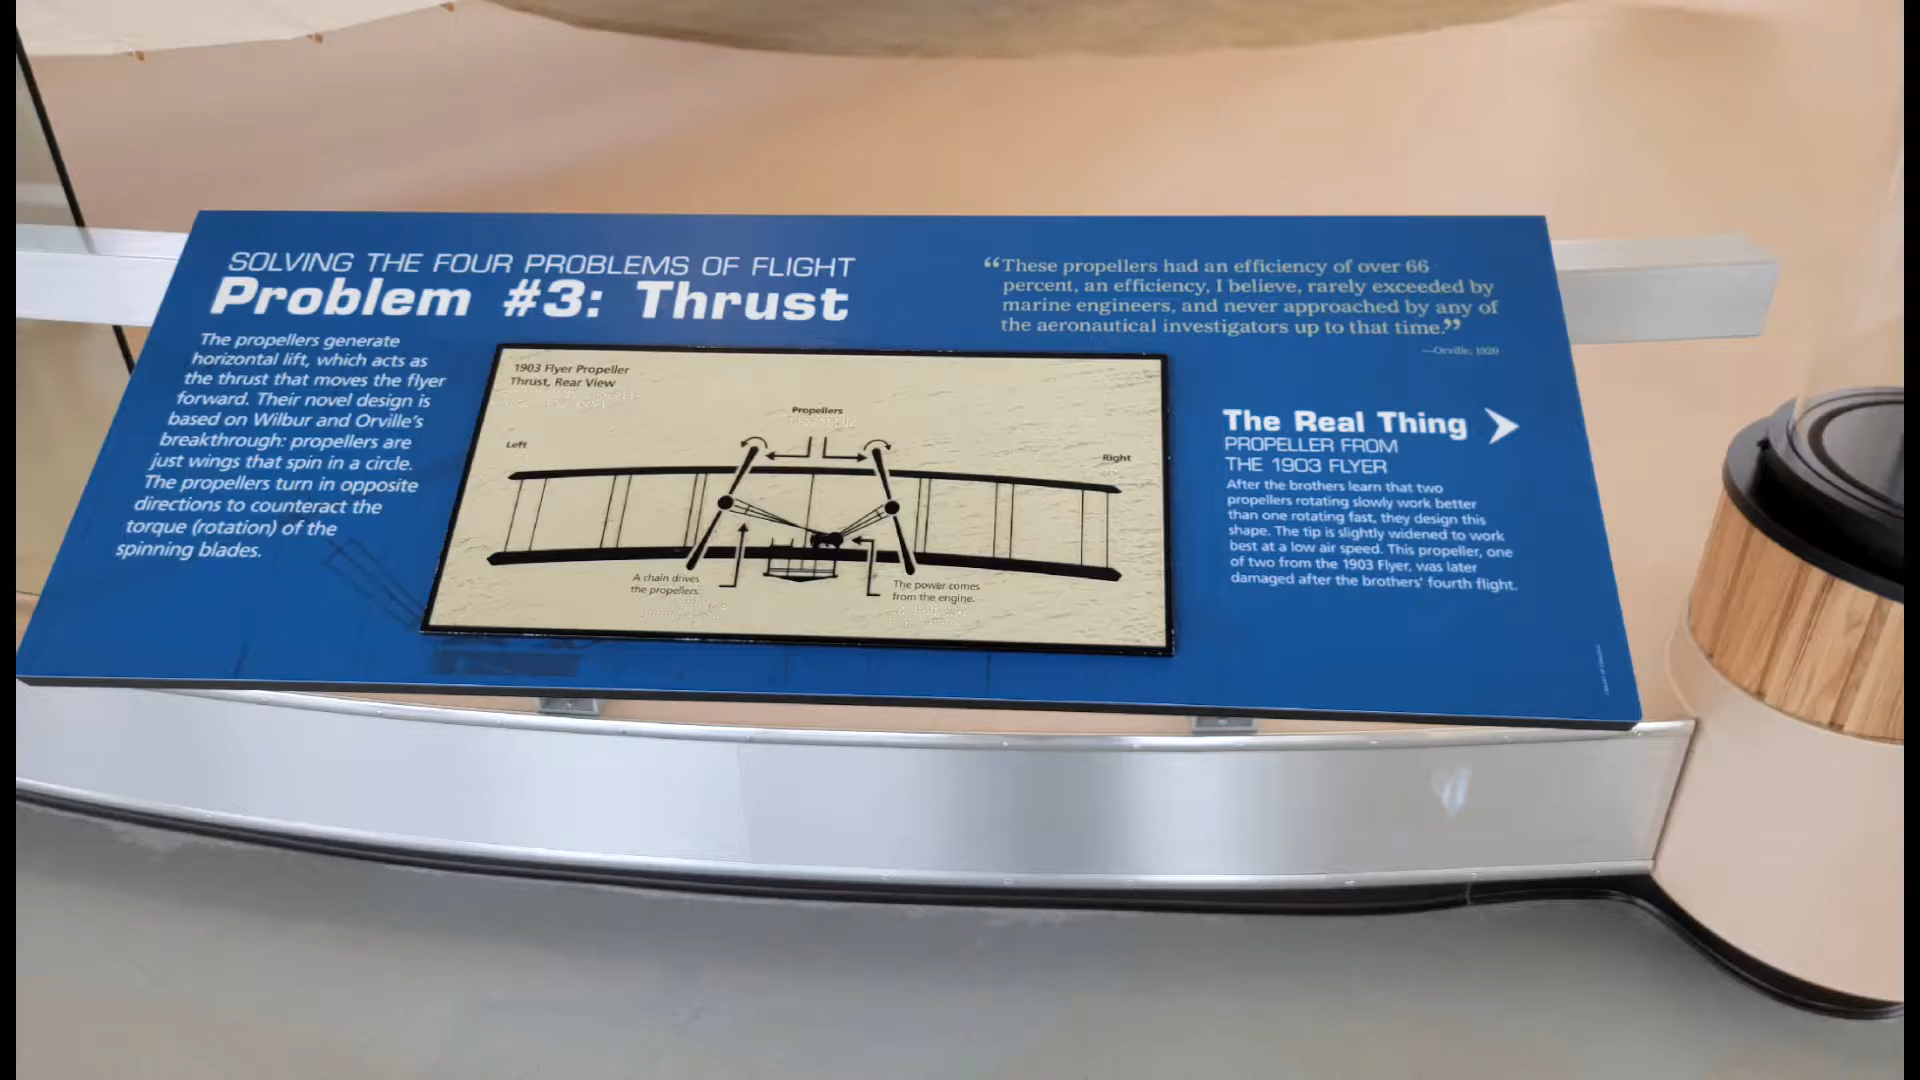 SOLVING THE FOUR PROBLEMS OF FLIGHT
Problem #3: Thrust
The propellers generate
horizontal lift, which acts as
the thrust that moves the flyer
forward. Their novel design is
based on Wilbur and Orville's
breakthrough: propellers are
just wings that spin in a circle.
The propellers turn in opposite
directions to counteract the
torque (rotation) of the
spinning blades.
1903 Flyer Propeller
Thrust, Rear View
Propellers
Left
Right
A chain drives
the propellers.
The power comes
from the engine.
“These propellers had an efficiency of over 66
percent, an efficiency, I believe, rarely exceeded by
marine engineers, and never approached by any of
the aeronautical investigators up to that time.”
—Orville, 1920
The Real Thing
PROPELLER FROM
THE 1903 FLYER
After the brothers learn that two
propellers rotating slowly work better
than one rotating fast, they design this
shape. The tip is slightly widened to work
best at a low air speed. This propeller, one
of two from the 1903 Flyer, was later
damaged after the brothers' fourth flight.